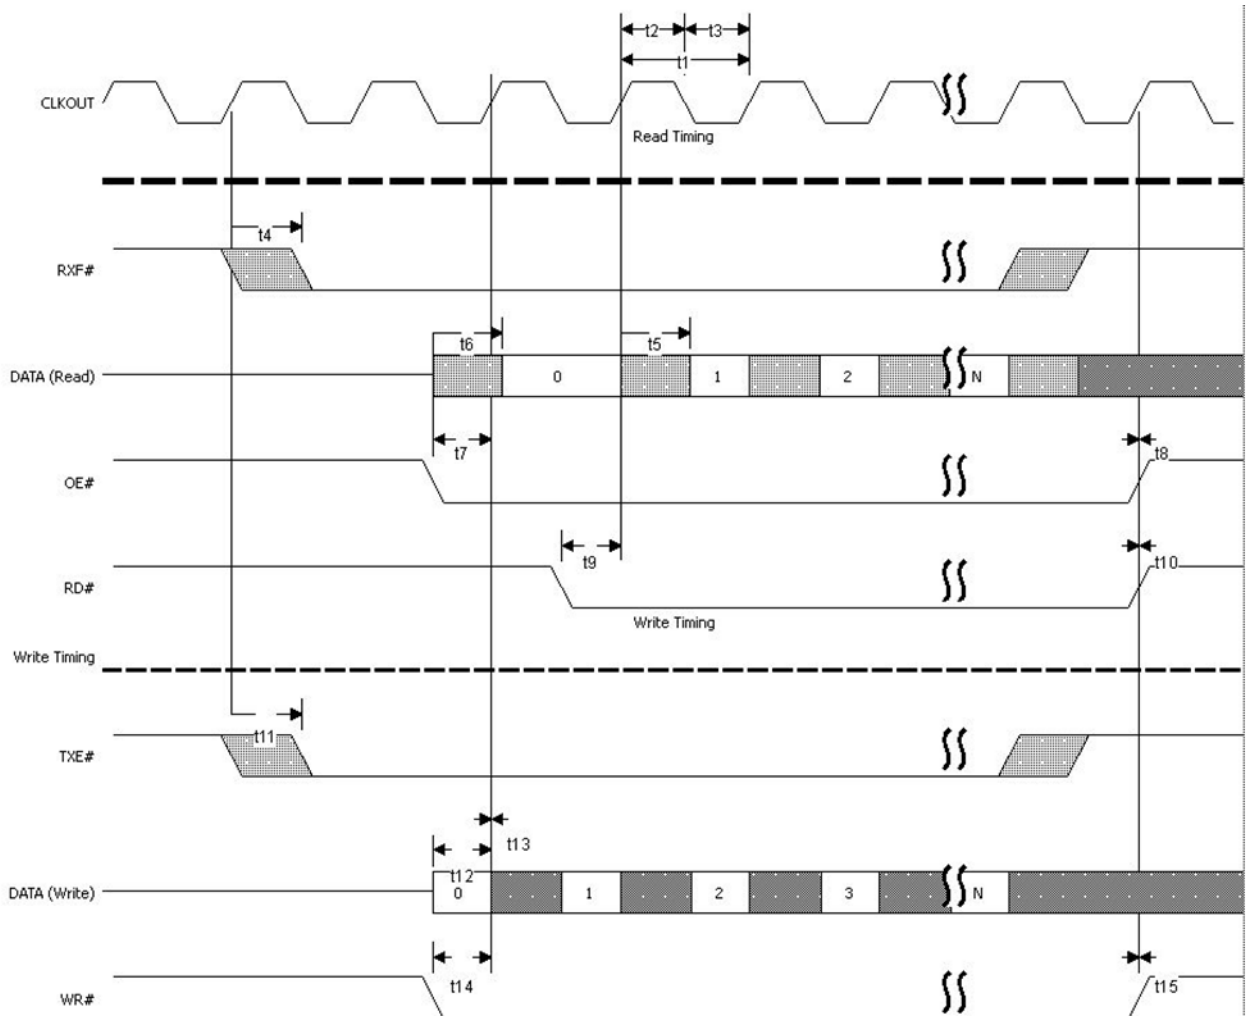 t2 t3
t1
CLKOUT
Read Timing
t4
RXF#
t6 t5
DATA (Read) 0 1 2 N
t7 t8
OE#
t9 t10
RD#
Write Timing
Write Timing
t11
TXE#
t13
t12
DATA (Write) 0 1 2 3 N
t14 t15
WR#